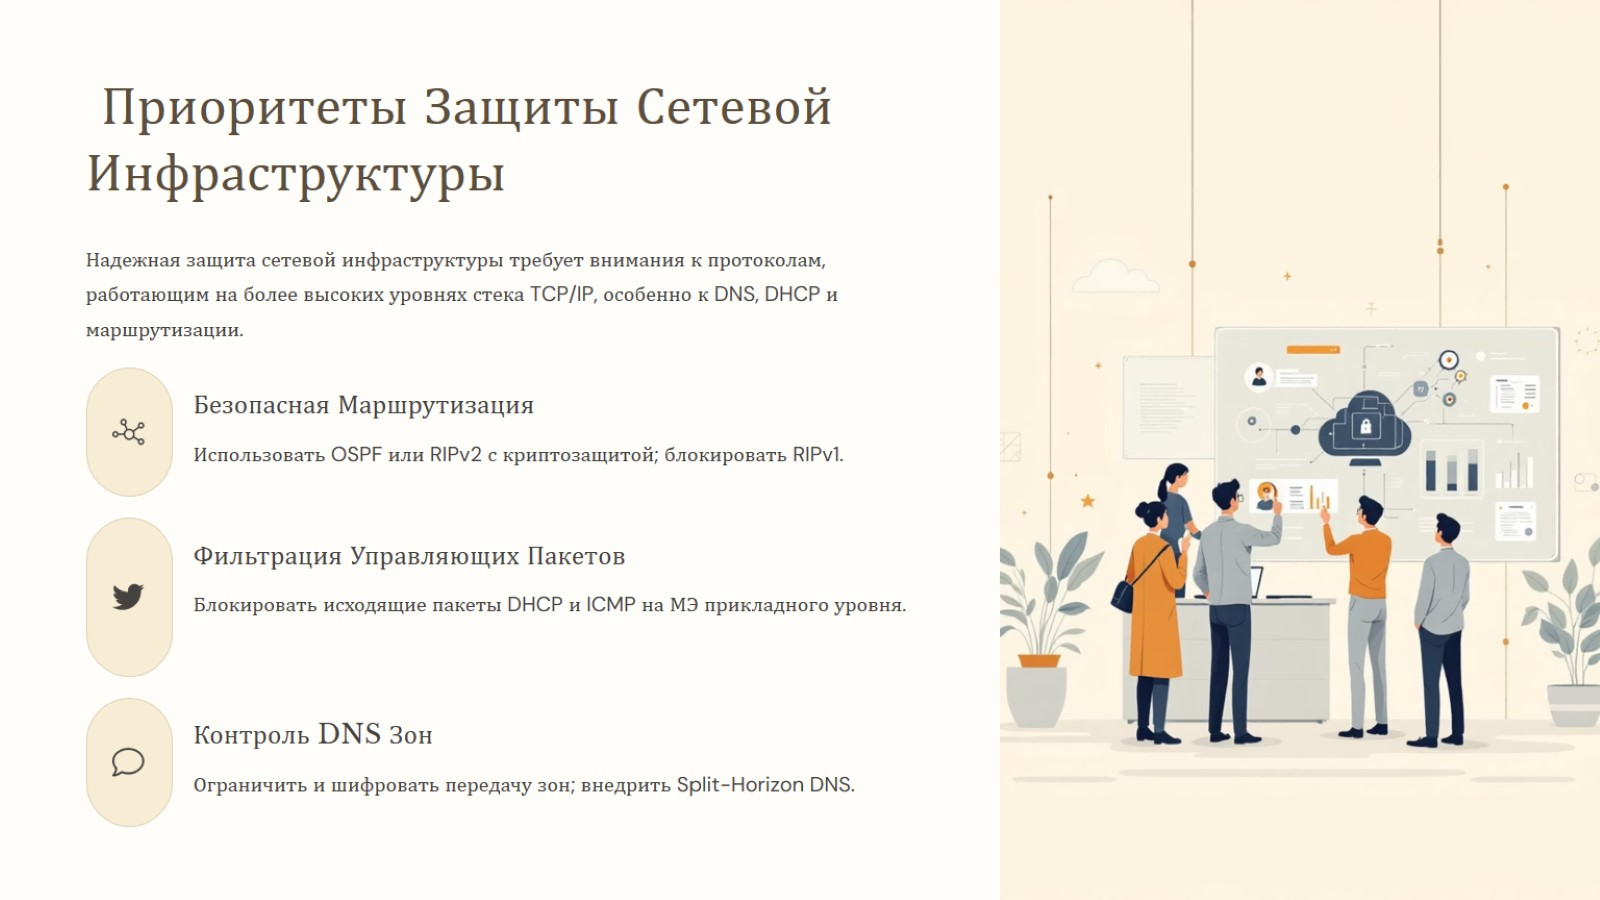 Приоритеты Защиты Сетевой
Инфраструктуры
Надежная защита сетевой инфраструктуры требует внимания к протоколам,
работающим на более высоких уровнях стека TCP/IP, особенно к DNS, DHCP и
маршрутизации.
Безопасная Маршрутизация
Использовать OSPF или RIPv2 с криптозащитой; блокировать RIPv1.
Фильтрация Управляющих Пакетов
Блокировать исходящие пакеты DHCP и ICMP на МЭ прикладного уровня.
Контроль DNS Зон
Ограничить и шифровать передачу зон; внедрить Split-Horizon DNS.